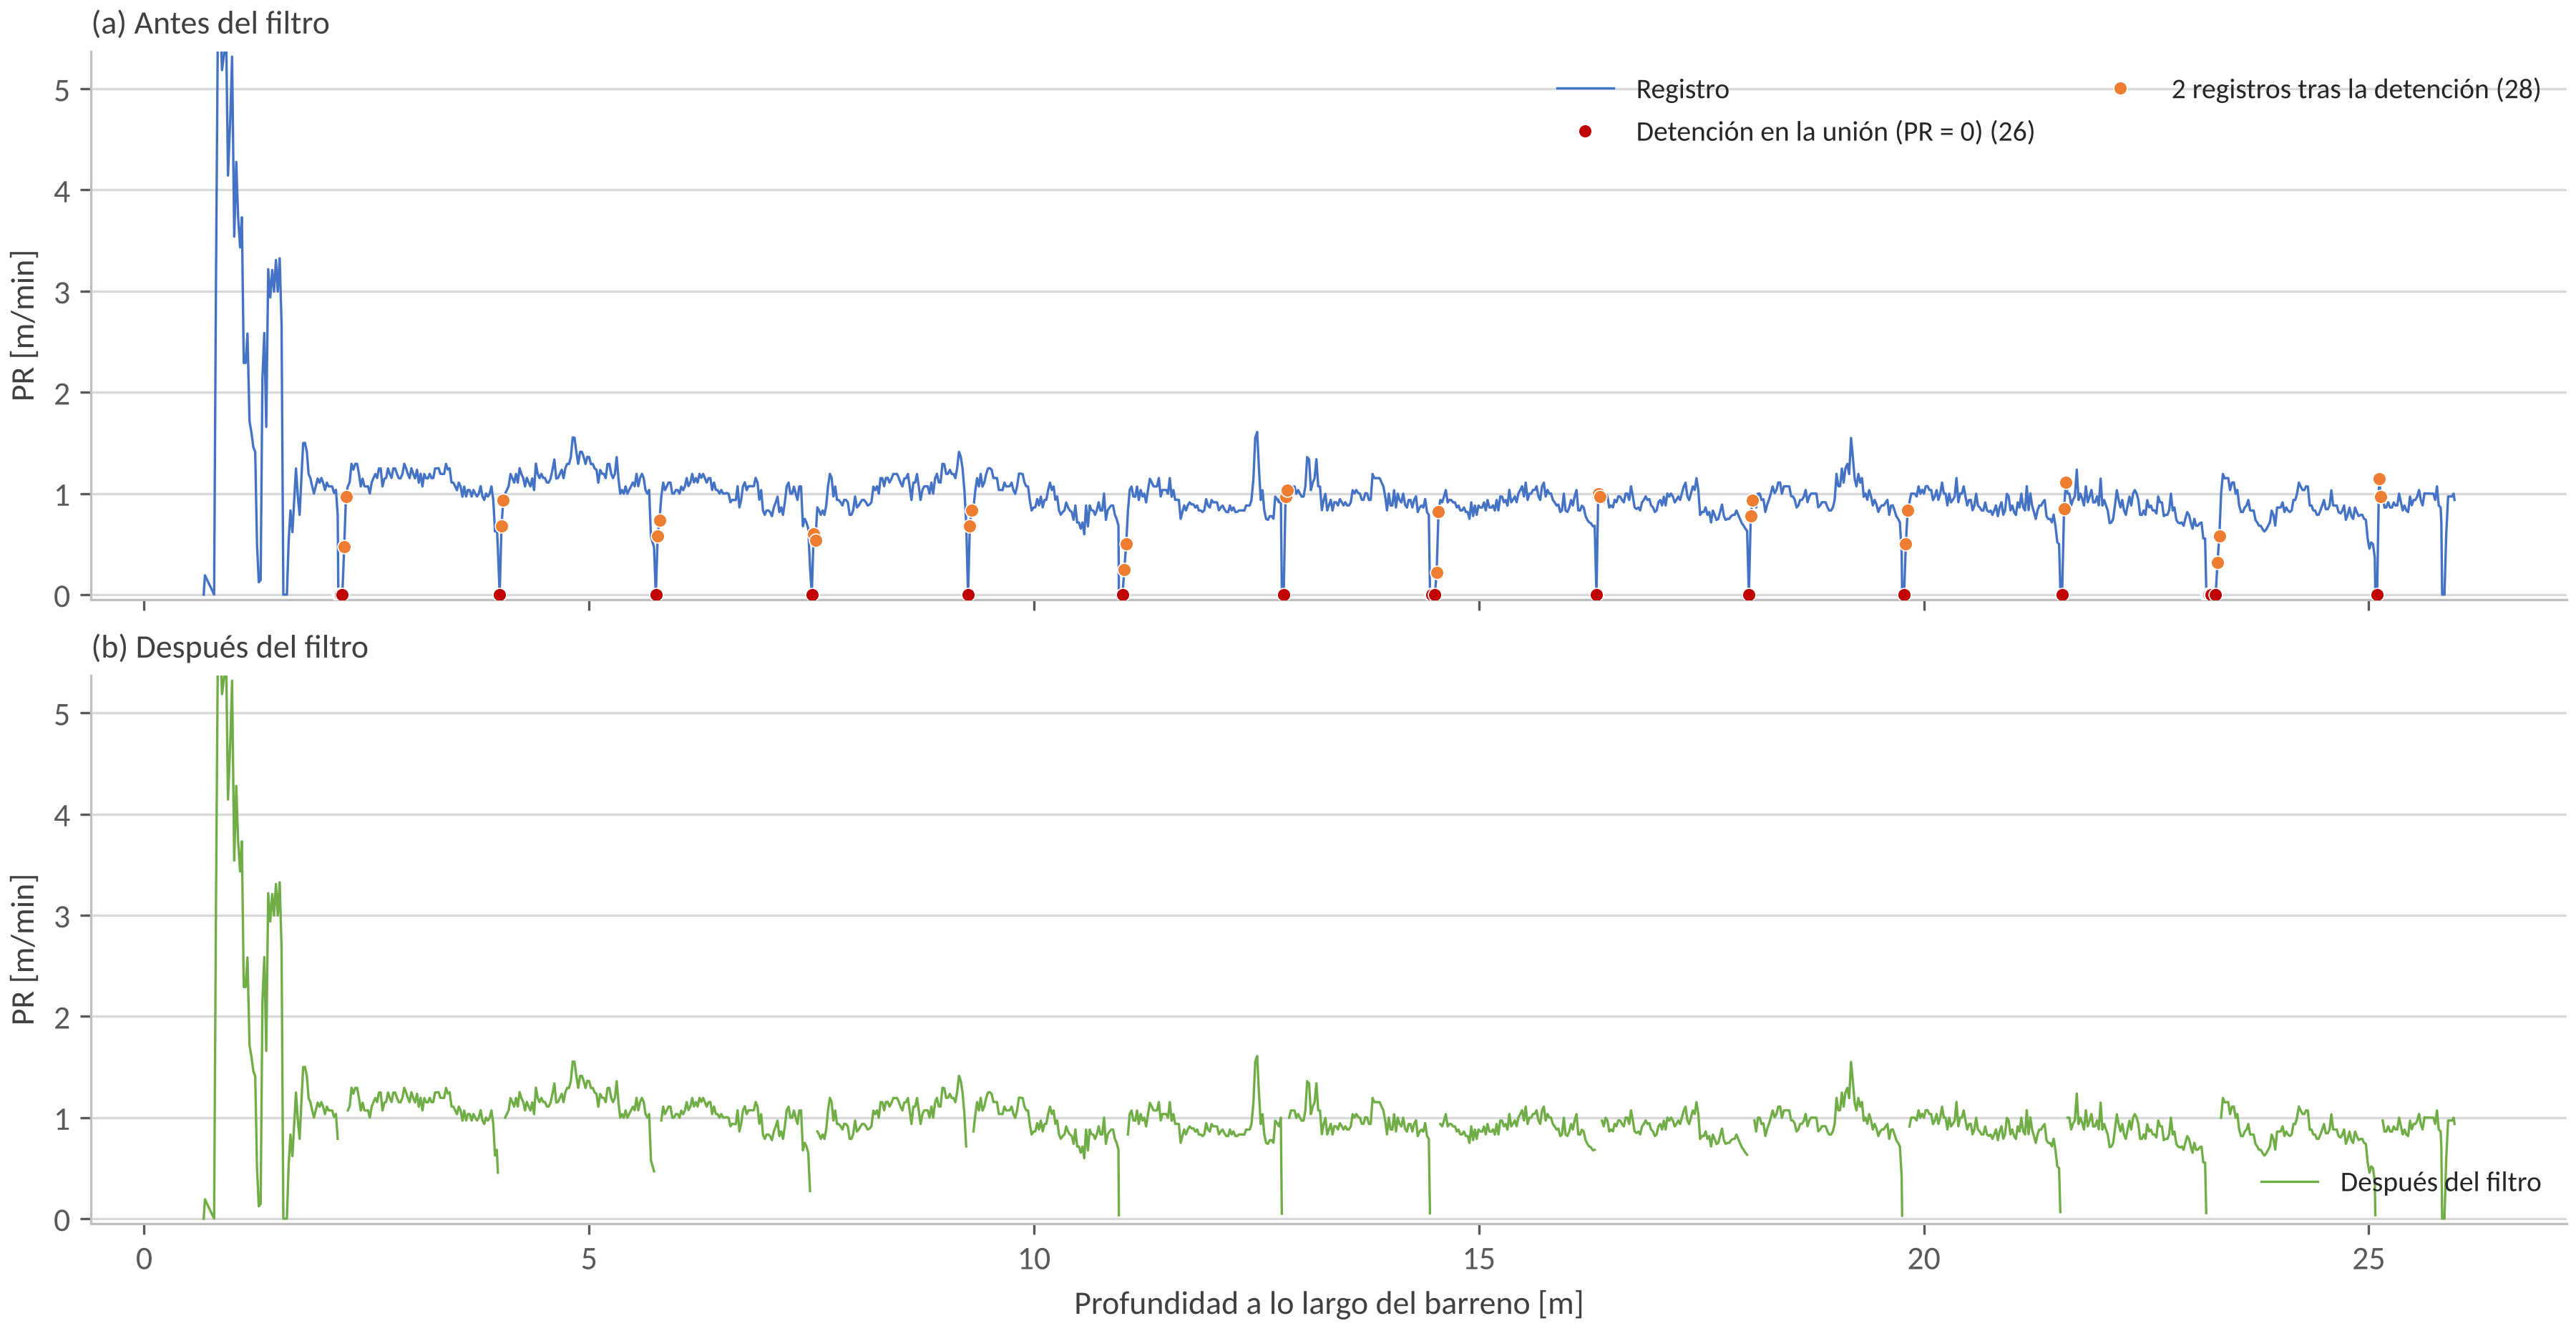 (a) Antes del filtro
5
4
3
2
1
0
PR [m/min]
Registro
Detención en la unión (PR = 0) (26)
2 registros tras la detención (28)
(b) Después del filtro
5
4
3
2
1
0
PR [m/min]
Después del filtro
0
5
10
15
20
25
Profundidad a lo largo del barreno [m]